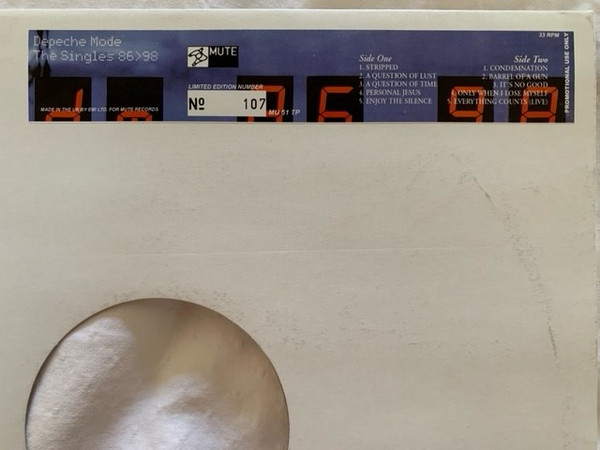 Depeche Mode
The Singles 86>98
MUTE
LIMITED EDITION NUMBER
Nº 107
MADE IN THE UK BY EMI LTD. FOR MUTE RECORDS
MU 51 TP
de 86 98
Side One
1. STRIPPED
2. A QUESTION OF LUST
3. A QUESTION OF TIME
4. PERSONAL JESUS
5. ENJOY THE SILENCE
Side Two
1. CONDEMNATION
2. BARREL OF A GUN
3. IT'S NO GOOD
4. ONLY WHEN I LOSE MYSELF
5. EVERYTHING COUNTS (LIVE)
33 RPM
PROMOTIONAL USE ONLY